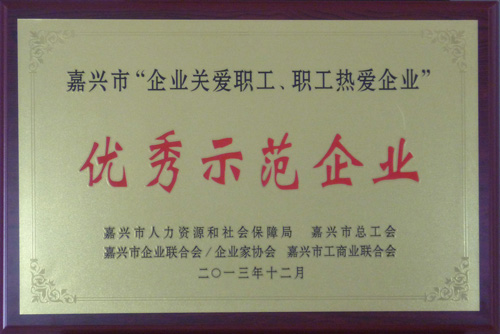 嘉兴市“企业关爱职工、职工热爱企业”
优秀示范企业
嘉兴市人力资源和社会保障局 嘉兴市总工会
嘉兴市企业联合会/企业家协会 嘉兴市工商业联合会
二〇一三年十二月